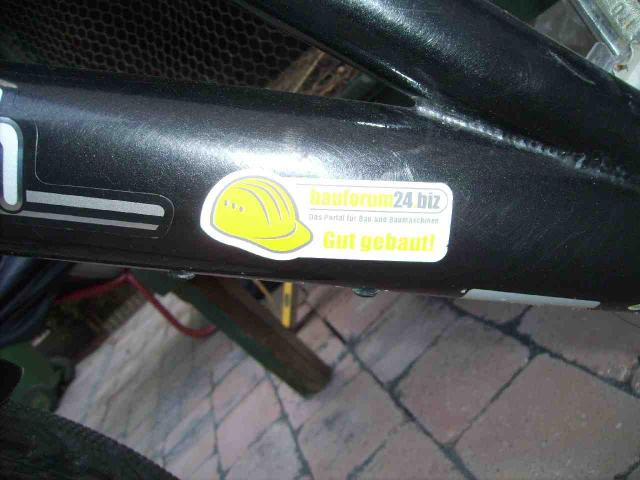 bauforum24 biz
Das Portal für Bau und Baumaschinen
Gut gebaut!